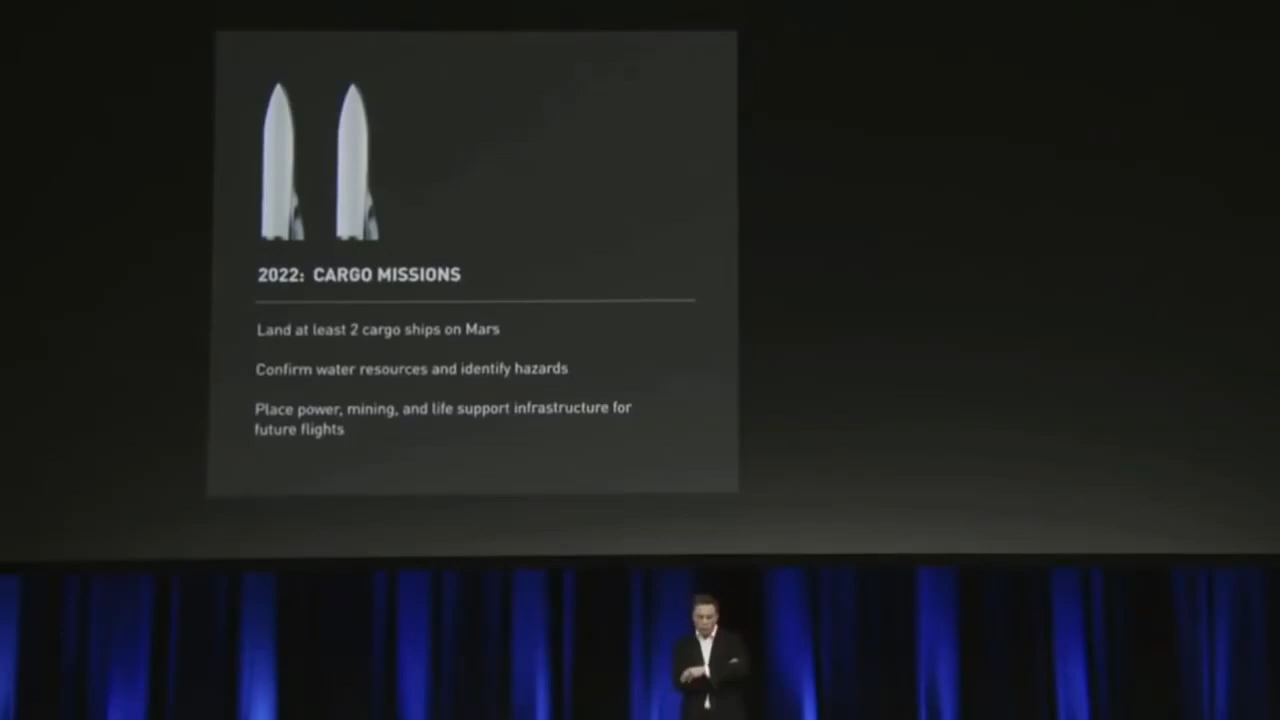 2022: CARGO MISSIONS
Land at least 2 cargo ships on Mars
Confirm water resources and identify hazards
Place power, mining, and life support infrastructure for
future flights